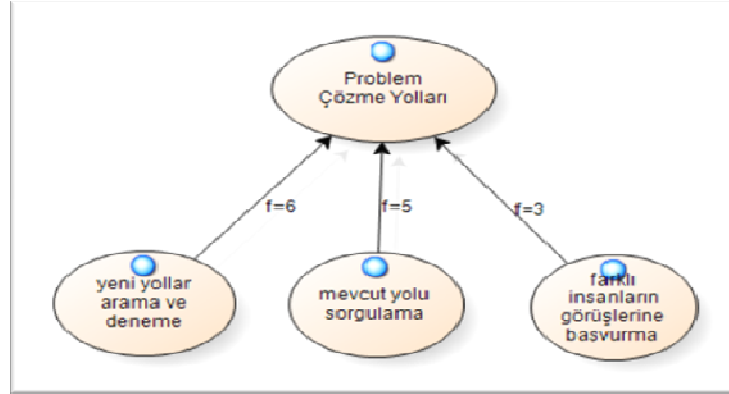 Problem
Çözme Yolları
f=6
f=5
f=3
yeni yollar
arama ve
deneme
mevcut yolu
sorgulama
farklı
insanların
görüşlerine
başvurma